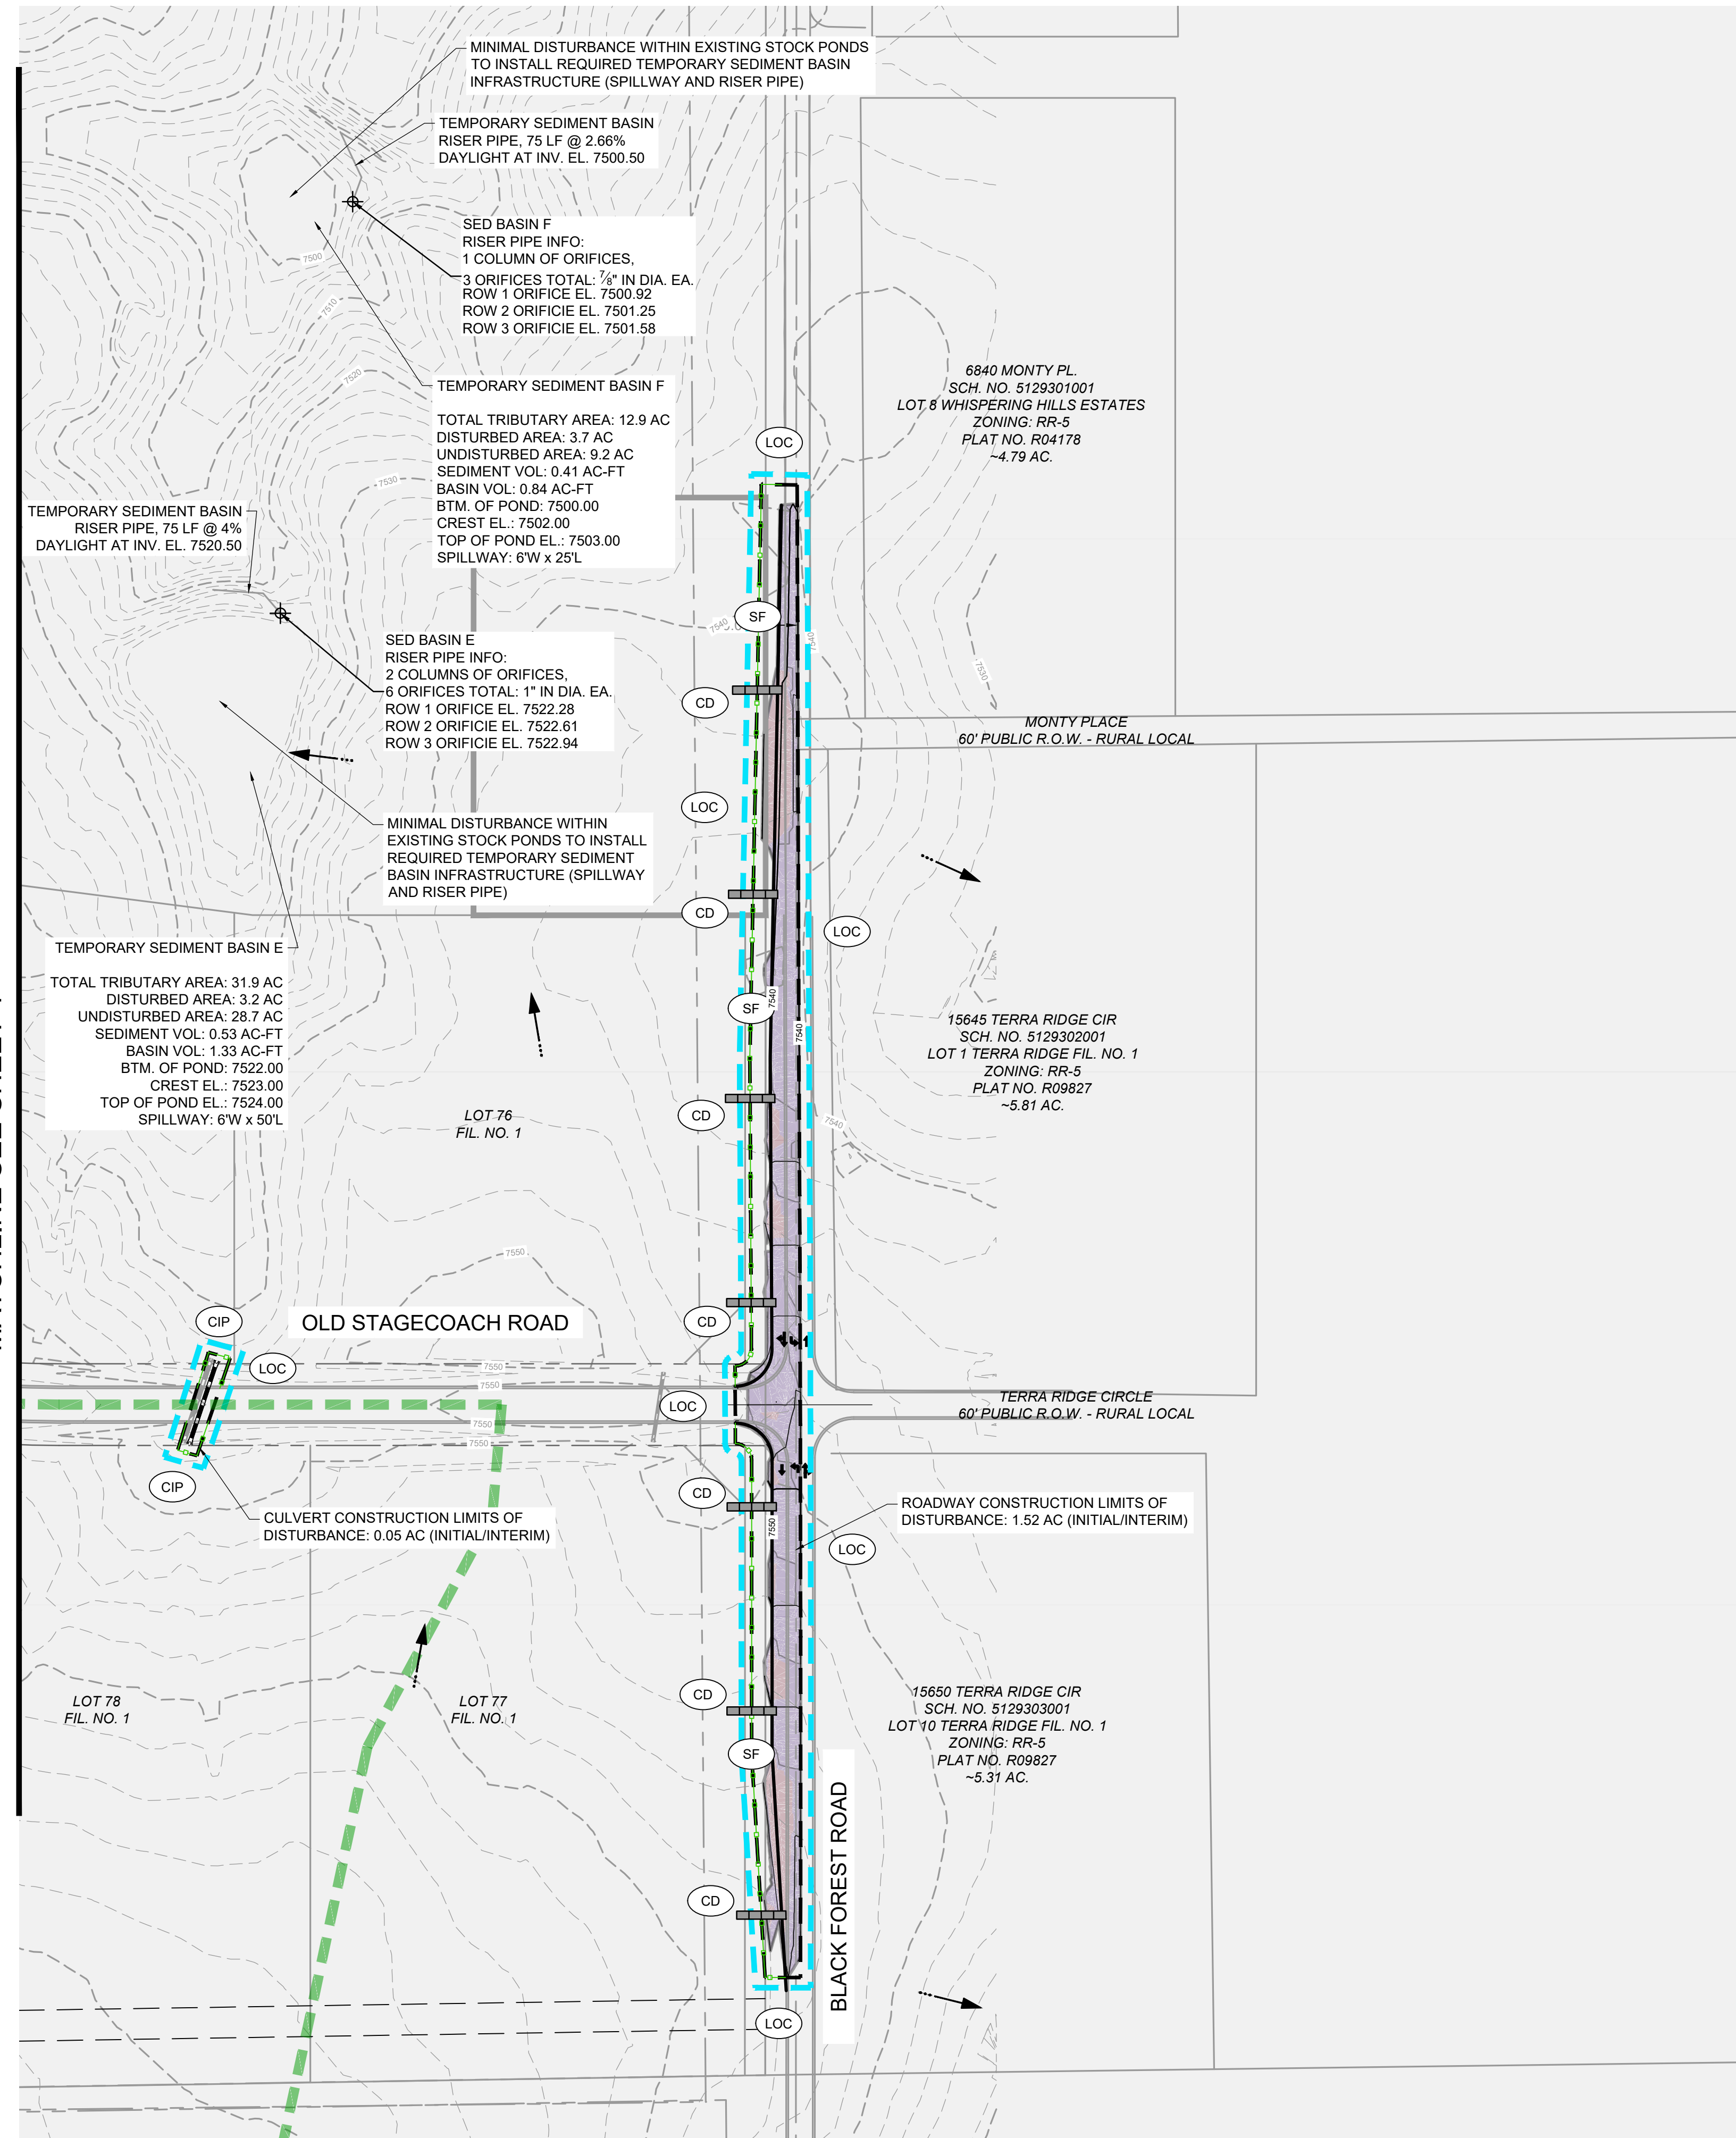 MINIMAL DISTURBANCE WITHIN EXISTING STOCK PONDS
TO INSTALL REQUIRED TEMPORARY SEDIMENT BASIN
INFRASTRUCTURE (SPILLWAY AND RISER PIPE)
TEMPORARY SEDIMENT BASIN
RISER PIPE, 75 LF @ 2.66%
DAYLIGHT AT INV. EL. 7500.50
SED BASIN F
RISER PIPE INFO:
1 COLUMN OF ORIFICES,
3 ORIFICES TOTAL: ⅞" IN DIA. EA.
ROW 1 ORIFICE EL. 7500.92
ROW 2 ORIFICIE EL. 7501.25
ROW 3 ORIFICIE EL. 7501.58
7500
7510
7520
7530
TEMPORARY SEDIMENT BASIN F
TOTAL TRIBUTARY AREA: 12.9 AC
DISTURBED AREA: 3.7 AC
UNDISTURBED AREA: 9.2 AC
SEDIMENT VOL: 0.41 AC-FT
BASIN VOL: 0.84 AC-FT
BTM. OF POND: 7500.00
CREST EL.: 7502.00
TOP OF POND EL.: 7503.00
SPILLWAY: 6'W x 25'L
6840 MONTY PL.
SCH. NO. 5129301001
LOT 8 WHISPERING HILLS ESTATES
ZONING: RR-5
PLAT NO. R04178
~4.79 AC.
LOC
TEMPORARY SEDIMENT BASIN
RISER PIPE, 75 LF @ 4%
DAYLIGHT AT INV. EL. 7520.50
SF
7540
7540
7530
SED BASIN E
RISER PIPE INFO:
2 COLUMNS OF ORIFICES,
6 ORIFICES TOTAL: 1" IN DIA. EA.
ROW 1 ORIFICE EL. 7522.28
ROW 2 ORIFICIE EL. 7522.61
ROW 3 ORIFICIE EL. 7522.94
CD
MONTY PLACE
60' PUBLIC R.O.W. - RURAL LOCAL
LOC
MINIMAL DISTURBANCE WITHIN
EXISTING STOCK PONDS TO INSTALL
REQUIRED TEMPORARY SEDIMENT
BASIN INFRASTRUCTURE (SPILLWAY
AND RISER PIPE)
CD
LOC
TEMPORARY SEDIMENT BASIN E
TOTAL TRIBUTARY AREA: 31.9 AC
DISTURBED AREA: 3.2 AC
UNDISTURBED AREA: 28.7 AC
SEDIMENT VOL: 0.53 AC-FT
BASIN VOL: 1.33 AC-FT
BTM. OF POND: 7522.00
CREST EL.: 7523.00
TOP OF POND EL.: 7524.00
SPILLWAY: 6'W x 50'L
SF
7540
7540
15645 TERRA RIDGE CIR
SCH. NO. 5129302001
LOT 1 TERRA RIDGE FIL. NO. 1
ZONING: RR-5
PLAT NO. R09827
~5.81 AC.
LOT 76
FIL. NO. 1
CD
7540
7550
CIP
OLD STAGECOACH ROAD
CD
LOC
7550
7550
7550
7550
LOC
TERRA RIDGE CIRCLE
60' PUBLIC R.O.W. - RURAL LOCAL
CIP
CD
CULVERT CONSTRUCTION LIMITS OF
DISTURBANCE: 0.05 AC (INITIAL/INTERIM)
7550
ROADWAY CONSTRUCTION LIMITS OF
DISTURBANCE: 1.52 AC (INITIAL/INTERIM)
LOC
LOT 78
FIL. NO. 1
LOT 77
FIL. NO. 1
CD
SF
15650 TERRA RIDGE CIR
SCH. NO. 5129303001
LOT 10 TERRA RIDGE FIL. NO. 1
ZONING: RR-5
PLAT NO. R09827
~5.31 AC.
CD
BLACK FOREST ROAD
LOC